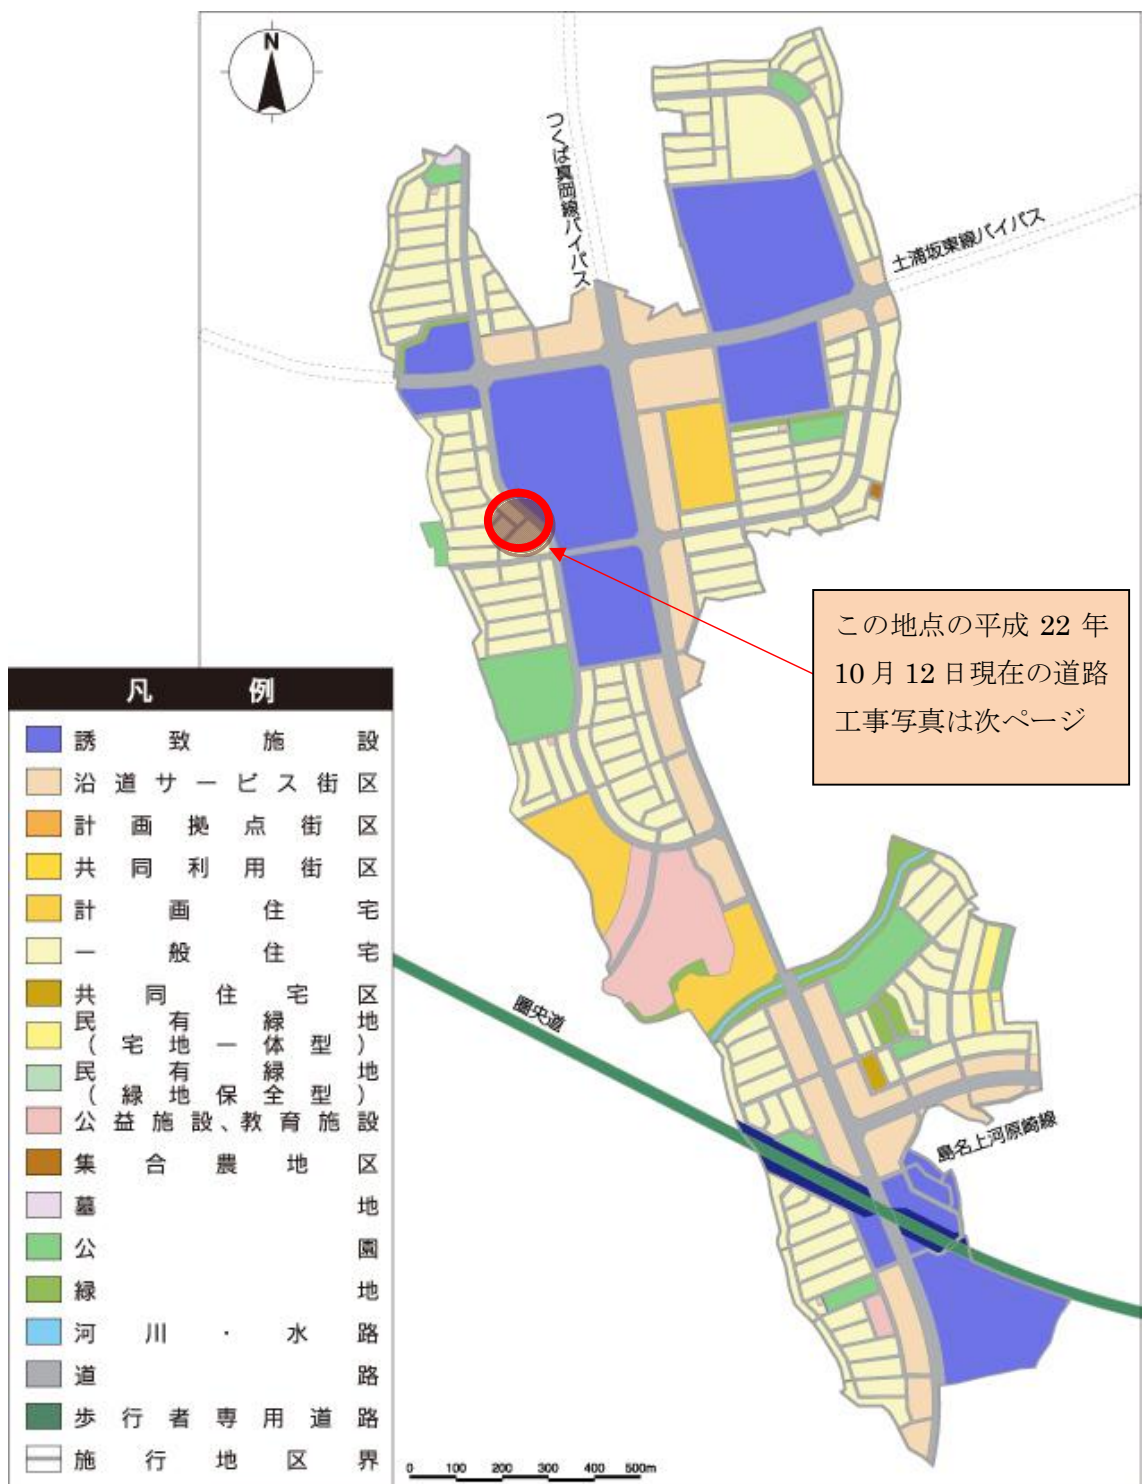 N
つくば真岡線バイパス
土浦坂東線バイパス
この地点の平成 22 年
10 月 12 日現在の道路
工事写真は次ページ
凡例
誘致施設
沿道サービス街区
計画拠点街区
共同利用街区
計画住宅
一般住宅
共同住宅区
民有緑地
(宅地一体型)
民有緑地
(緑地保全型)
公益施設、教育施設
集合農地区
墓地
公園
緑地
河川・水路
道路
歩行者専用道路
施行地区界
圏央道
島名上河原崎線
0 100 200 300 400 500m